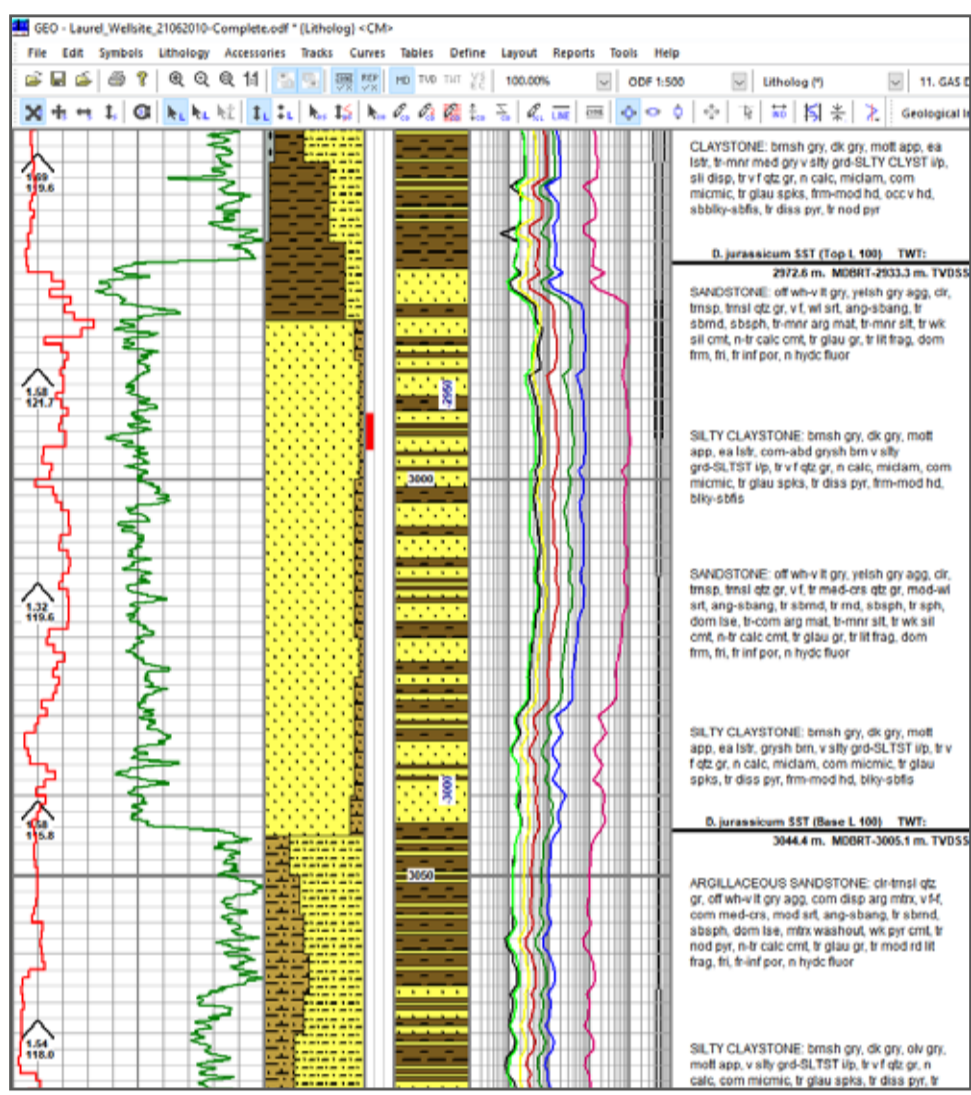 GEO - Laurel_Wellsite_21062010-Complete.odf * (Litholog) <CM>
File Edit Symbols Lithology Accessories Tracks Curves Tables Define Layout Reports Tools Help
MD TVD TWT 100.00% ODF 1:500 Litholog (*) 11. GAS D
LINE Geological In
CLAYSTONE: brnsh gry, dk gry, mott app, ea
lstr, tr-mnr med gry v slty grd-SLTY CLYST i/p,
sli disp, tr v f qtz gr, n calc, miclam, com
micmic, tr glau spks, frm-mod hd, occ v hd,
sbblky-sbfis, tr diss pyr, tr nod pyr
D. jurassicum SST (Top L 100) TWT:
2972.6 m. MDBRT-2933.3 m. TVDSS
SANDSTONE: off wh-v lt gry, yelsh gry agg, clr,
trnsp, trnsl qtz gr, v f, wl srt, ang-sbang, tr
sbrnd, sbsph, tr-mnr arg mat, tr-mnr slt, tr wk
sil cmt, n-tr calc cmt, tr glau gr, tr lit frag, dom
frm, fri, fr inf por, n hydc fluor
SILTY CLAYSTONE: brnsh gry, dk gry, mott
app, ea lstr, com-abd grysh brn v slty
grd-SLTST i/p, tr v f qtz gr, n calc, miclam, com
micmic, tr glau spks, tr diss pyr, frm-mod hd,
blky-sbfis
SANDSTONE: off wh-v lt gry, yelsh gry agg, clr,
trnsp, trnsl qtz gr, v f, tr med-crs qtz gr, mod-wl
srt, ang-sbang, tr sbrnd, tr rnd, sbsph, tr sph,
dom lse, tr-com arg mat, tr-mnr slt, tr wk sil
cmt, n-tr calc cmt, tr glau gr, tr lit frag, dom
frm, fri, fr inf por, n hydc fluor
SILTY CLAYSTONE: brnsh gry, dk gry, mott
app, ea lstr, grysh brn, v slty grd-SLTST i/p, tr v
f qtz gr, n calc, miclam, com micmic, tr glau
spks, tr diss pyr, frm-mod hd, blky-sbfis
D. jurassicum SST (Base L 100) TWT:
3044.4 m. MDBRT-3005.1 m. TVDSS
ARGILLACEOUS SANDSTONE: clr-trnsl qtz
gr, off wh-v lt gry agg, com disp arg mtrx, v f-f,
com med-crs, mod srt, ang-sbang, tr sbrnd,
sbsph, dom lse, mtrx washout, wk pyr cmt, tr
nod pyr, n-tr calc cmt, tr glau gr, tr mod rd lit
frag, fri, fr-inf por, n hydc fluor
SILTY CLAYSTONE: brnsh gry, dk gry, olv gry,
mott app, v slty grd-SLTST i/p, tr v f qtz gr, n
calc, com micmic, tr glau spks, tr diss pyr, tr
119.6
1.58
121.7
1.32
119.6
115.8
1.54
118.0
-2950
3000
-3000
3050